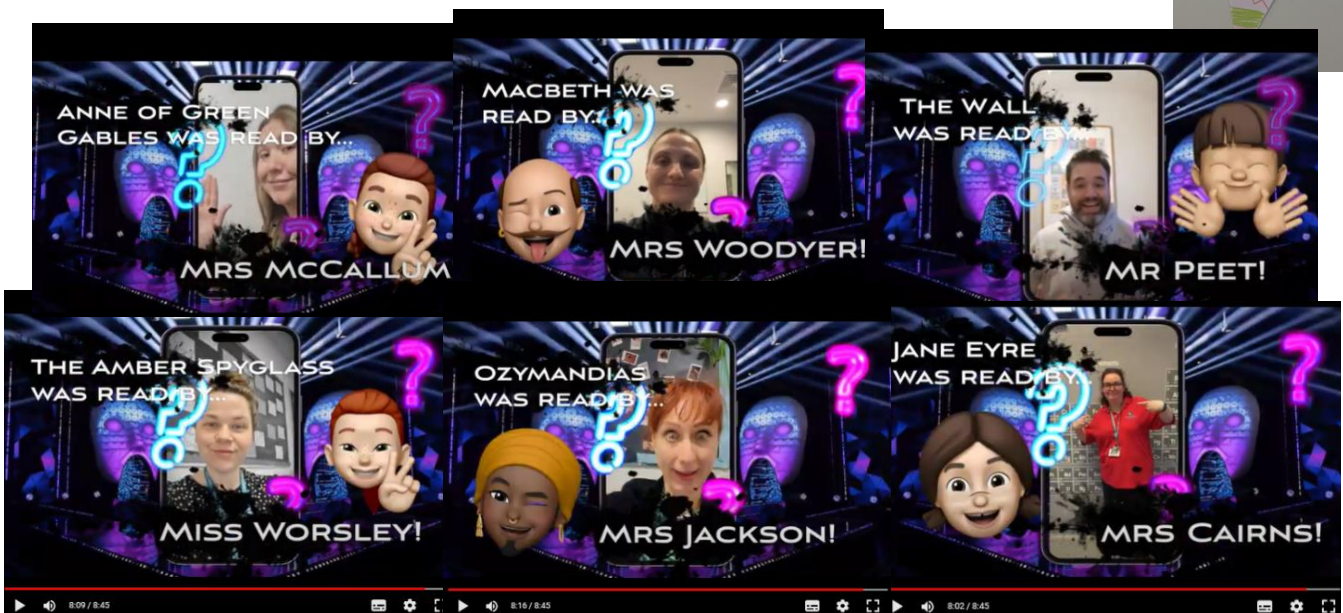 ANNE OF GREEN
GABLES WAS READ BY...
MRS MCCALLUM
MACBETH WAS
READ BY...
MRS WOODYER!
THE WALL
WAS READ BY...
MR PEET!
THE AMBER SPYGLASS
WAS READ BY...
MISS WORSLEY!
8:09 / 8:45
OZYMANDIAS
WAS READ BY...
MRS JACKSON!
8:16 / 8:45
JANE EYRE
WAS READ BY...
MRS CAIRNS!
8:02 / 8:45